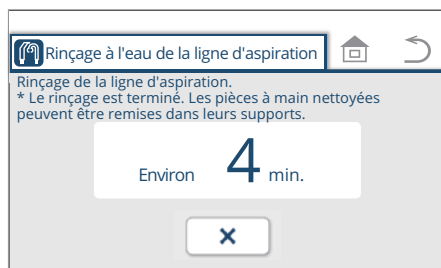 Rinçage à l'eau de la ligne d'aspiration
Rinçage de la ligne d'aspiration.
* Le rinçage est terminé. Les pièces à main nettoyées
peuvent être remises dans leurs supports.
Environ 4 min.